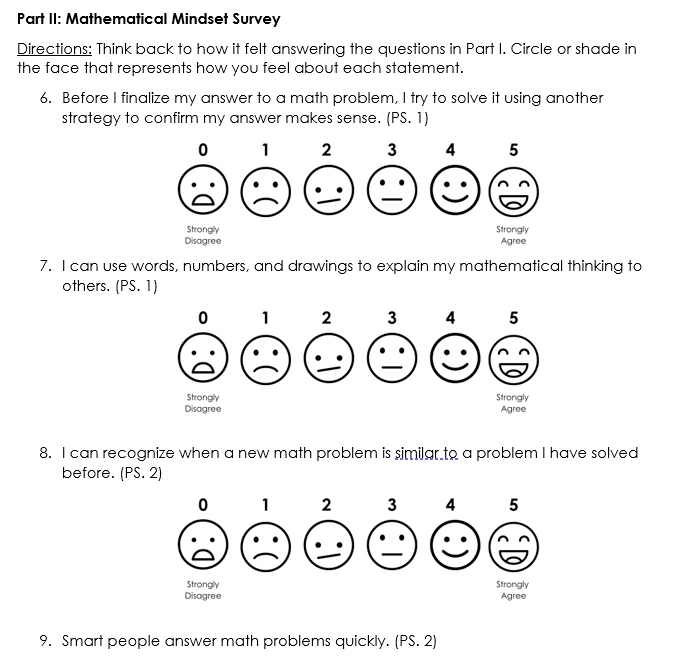 Part II: Mathematical Mindset Survey
Directions: Think back to how it felt answering the questions in Part I. Circle or shade in
the face that represents how you feel about each statement.
6. Before I finalize my answer to a math problem, I try to solve it using another
strategy to confirm my answer makes sense. (PS. 1)
0 1 2 3 4 5
Strongly Strongly
Disagree Agree
7. I can use words, numbers, and drawings to explain my mathematical thinking to
others. (PS. 1)
0 1 2 3 4 5
Strongly Strongly
Disagree Agree
8. I can recognize when a new math problem is similar to a problem I have solved
before. (PS. 2)
0 1 2 3 4 5
Strongly Strongly
Disagree Agree
9. Smart people answer math problems quickly. (PS. 2)